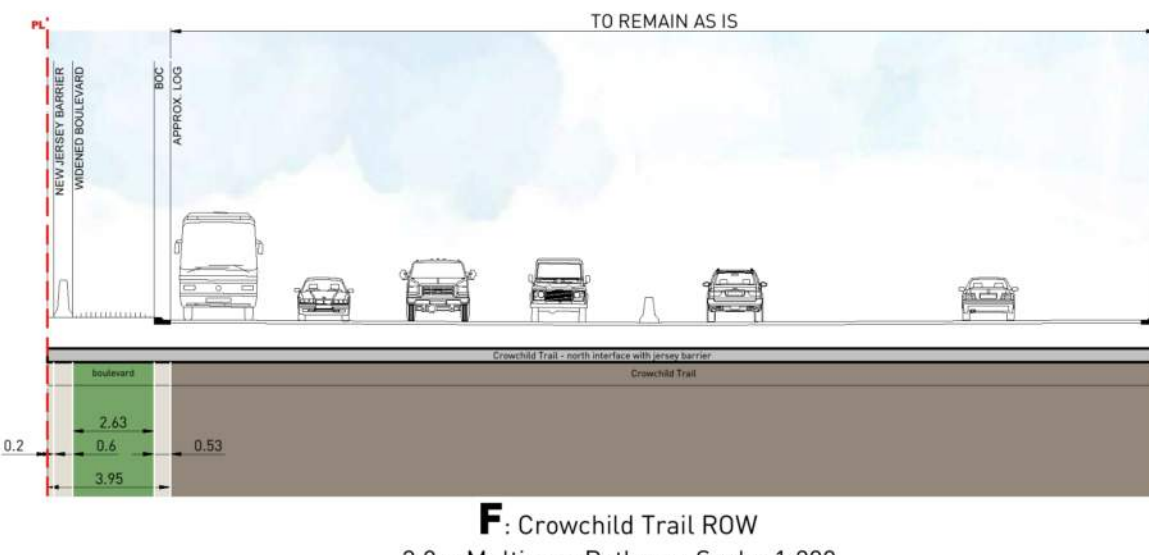 TO REMAIN AS IS
PL
NEW JERSEY BARRIER
WIDENED BOULEVARD
BOC
APPROX. LOG
Crowchild Trail - north interface with jersey barrier
boulevard
Crowchild Trail
2.63
0.2
0.6
0.53
3.95
F: Crowchild Trail ROW